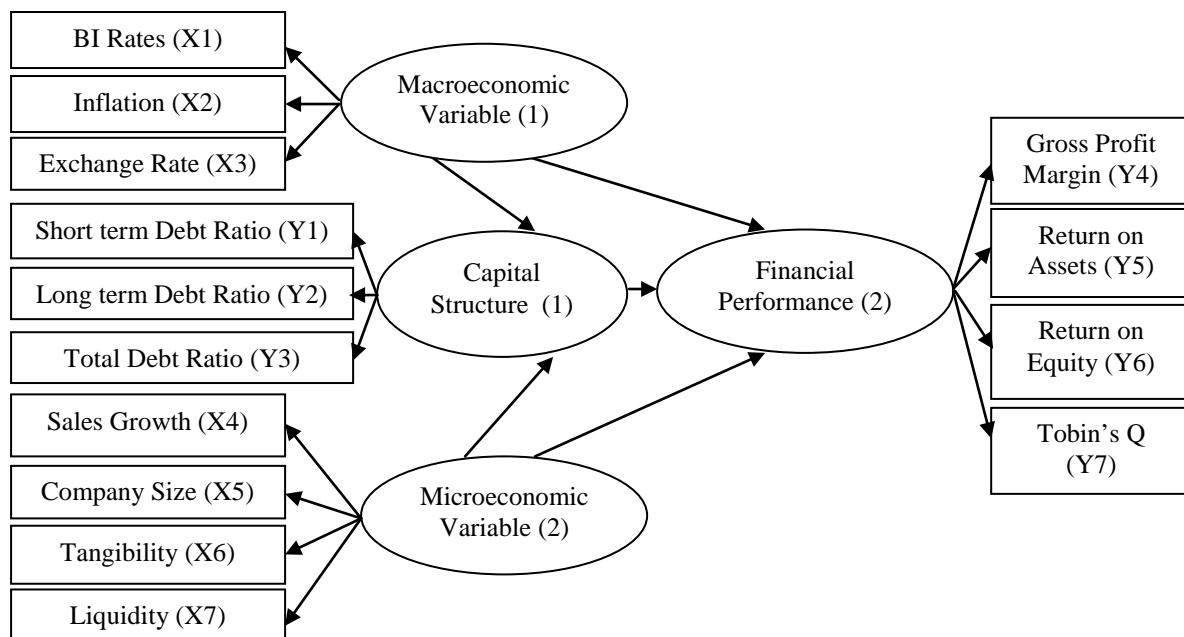 BI Rates (X1)
Inflation (X2)
Exchange Rate (X3)
Macroeconomic
Variable (1)
Short term Debt Ratio (Y1)
Long term Debt Ratio (Y2)
Total Debt Ratio (Y3)
Capital
Structure (1)
Financial
Performance (2)
Gross Profit
Margin (Y4)
Return on
Assets (Y5)
Return on
Equity (Y6)
Tobin’s Q
(Y7)
Sales Growth (X4)
Company Size (X5)
Tangibility (X6)
Liquidity (X7)
Microeconomic
Variable (2)